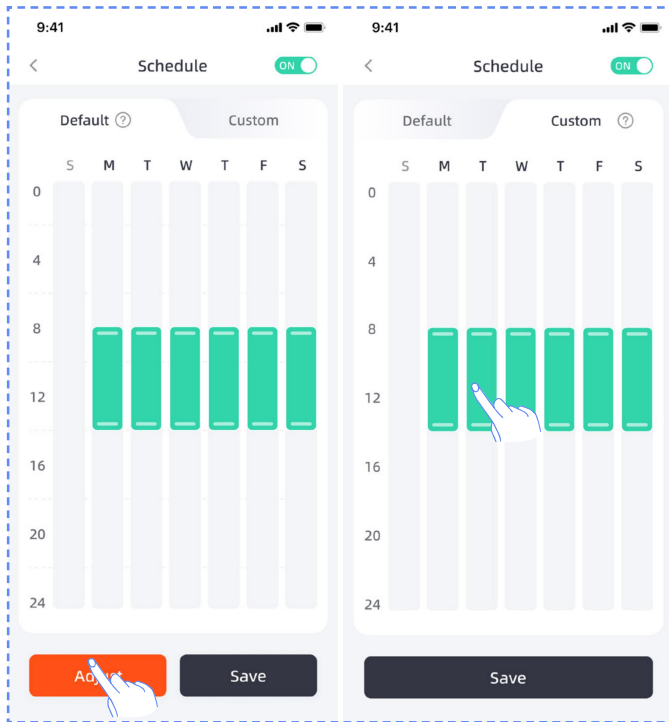 9:41
Schedule
ON
Default ?
Custom
S M T W T F S
0
4
8
12
16
20
24
Save
9:41
Schedule
ON
Default
Custom ?
S M T W T F S
0
4
8
12
16
20
24
Save